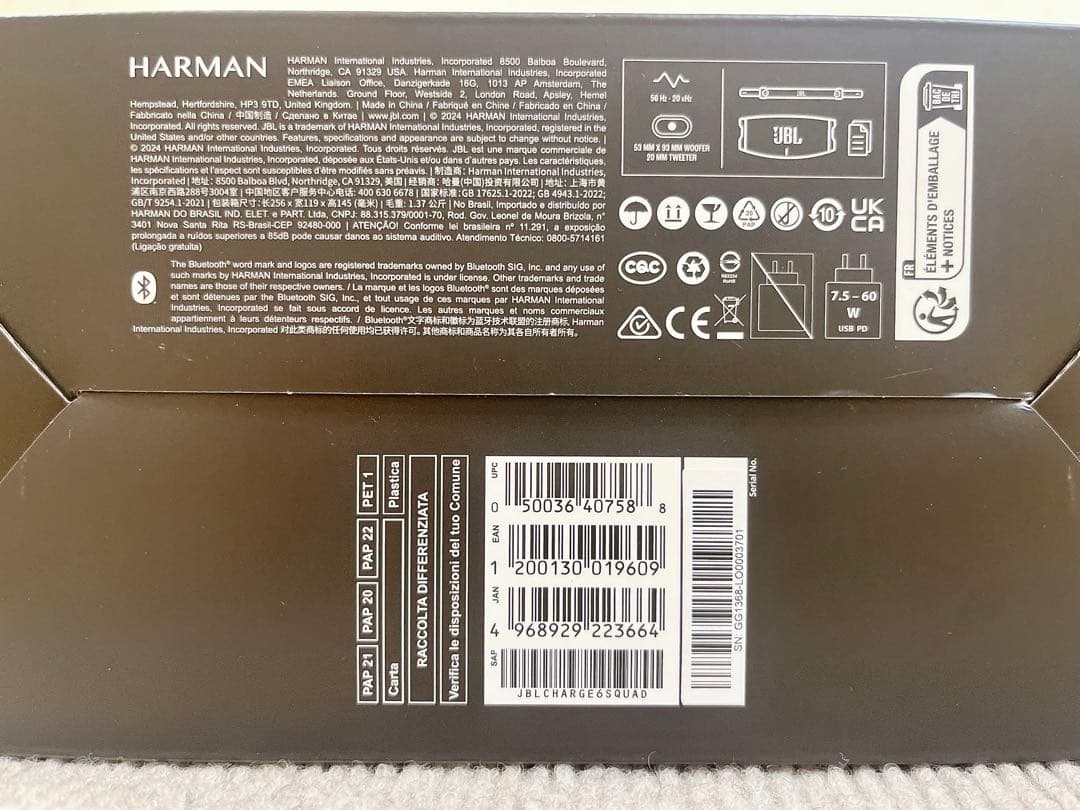 HARMAN
HARMAN International Industries, Incorporated 8500 Balboa Boulevard,
Northridge, CA 91329 USA. Harman International Industries, Incorporated
EMEA Liaison Office, Danzigerkade 16G, 1013 AP Amsterdam, The
Netherlands. Ground Floor, Westside 2, London Road, Apsley, Hemel
Hempstead, Hertfordshire, HP3 9TD, United Kingdom. | Made in China / Fabriqué en Chine / Fabricado en China /
Fabbricato nella China / 中国制造 / Сделано в Китае | www.jbl.com | © 2024 HARMAN International Industries,
Incorporated. All rights reserved. JBL is a trademark of HARMAN International Industries, Incorporated, registered in the
United States and/or other countries. Features, specifications and appearance are subject to change without notice. |
© 2024 HARMAN International Industries, Incorporated. Tous droits réservés. JBL est une marque commerciale de
HARMAN International Industries, Incorporated, déposée aux États-Unis et/ou dans d'autres pays. Les caractéristiques,
les spécifications et l'aspect sont susceptibles d'être modifiés sans préavis. | 制造商: Harman International Industries,
Incorporated | 地址: 8500 Balboa Blvd, Northridge, CA 91329, 美国 | 经销商: 哈曼(中国)投资有限公司 | 地址: 上海市黄
浦区南京西路288号3004室 | 中国地区客户服务中心电话: 400 630 6678 | 国家标准:GB 17625.1-2022; GB 4943.1-2022;
GB/T 9254.1-2021 | 包装箱尺寸: 长256 x 宽119 x 高145 (毫米) | 毛重: 1.37 公斤 | No Brasil, Importado e distribuído por
HARMAN DO BRASIL IND. ELET. e PART. Ltda, CNPJ: 88.315.379/0001-70, Rod. Gov. Leonel de Moura Brizola, n°
3401 Nova Santa Rita RS-Brasil-CEP 92480-000 | ATENÇÃO! Conforme lei brasileira n° 11.291, a exposição
prolongada a ruídos superiores a 85dB pode causar danos ao sistema auditivo. Atendimento Técnico: 0800-5714161
(Ligação gratuita)
The Bluetooth® word mark and logos are registered trademarks owned by Bluetooth SIG, Inc. and any use of
such marks by HARMAN International Industries, Incorporated is under license. Other trademarks and trade
names are those of their respective owners. / La marque et les logos Bluetooth® sont des marques déposées
et sont détenues par the Bluetooth SIG, Inc., et tout usage de ces marques par HARMAN International
Industries, Incorporated se fait sous accord de licence. Les autres marques et noms commerciaux
appartiennent à leurs détenteurs respectifs. / Bluetooth®文字商标和徽标为蓝牙技术联盟的注册商标, Harman
International Industries, Incorporated 对此类商标的任何使用均已获得许可。其他商标和商品名称为其各自所有者所有。
56 Hz - 20 kHz
53 MM X 93 MM WOOFER
20 MM TWEETER
JBL
JBL
20
PAP
10
UK
CA
CQC
CE
7.5 – 60
W
USB PD
FR
ÉLÉMENTS D'EMBALLAGE
+ NOTICES
BAC
DE
TRI
PAP 21
PAP 20
PAP 22
PET 1
Carta
Plastica
RACCOLTA DIFFERENZIATA
Verifica le disposizioni del tuo Comune
UPC
0 50036 40758 8
EAN
1 200130 019609
JAN
4 968929 223664
SAP
JBLCHARGE6SQUAD
Serial No.
SN: GG1368-LO0003701